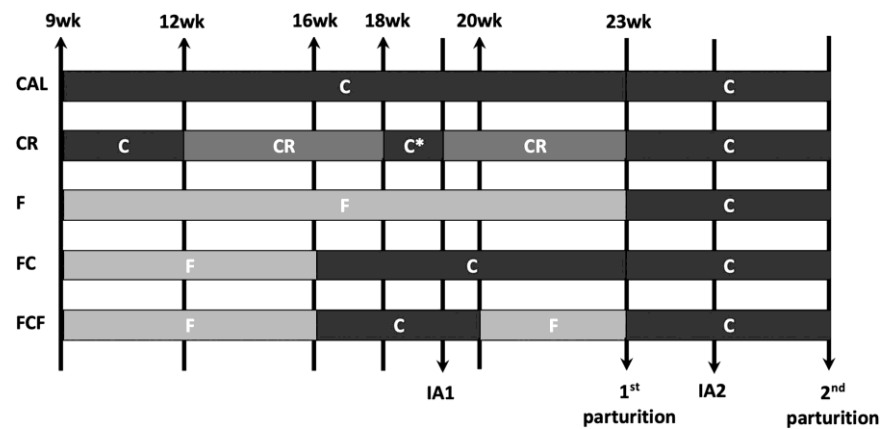 9wk 12wk 16wk 18wk 20wk 23wk
CAL C C
CR C CR C* CR C
F F C
FC F C C
FCF F C F C
IA1 1st parturition IA2 2nd parturition